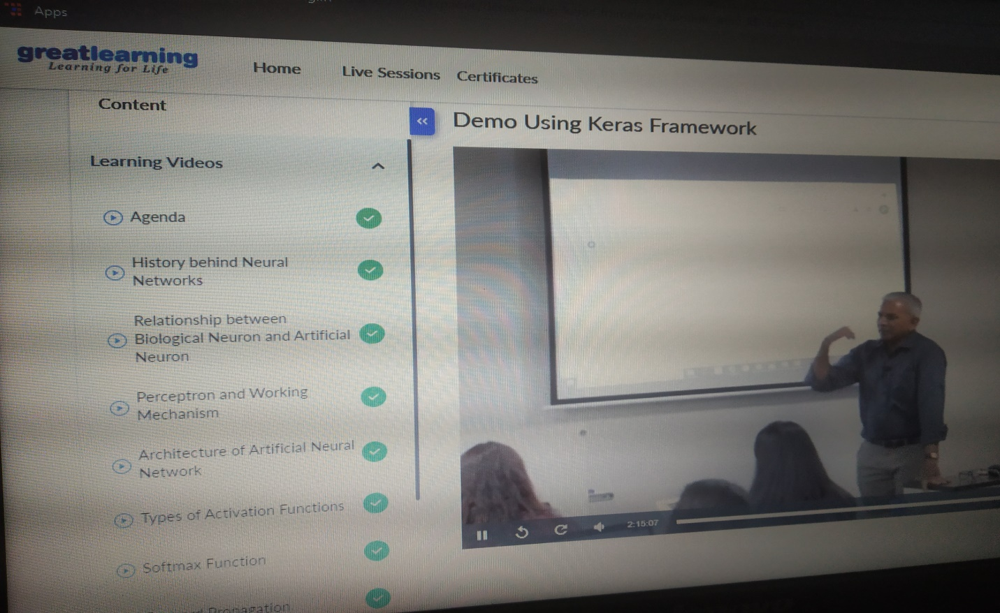 Apps
greatlearning
Learning for Life
Home
Live Sessions
Certificates
Content
«
Demo Using Keras Framework
Learning Videos
Agenda
History behind Neural
Networks
Relationship between
Biological Neuron and Artificial
Neuron
Perceptron and Working
Mechanism
Architecture of Artificial Neural
Network
Types of Activation Functions
Softmax Function
Propagation
2:15:07